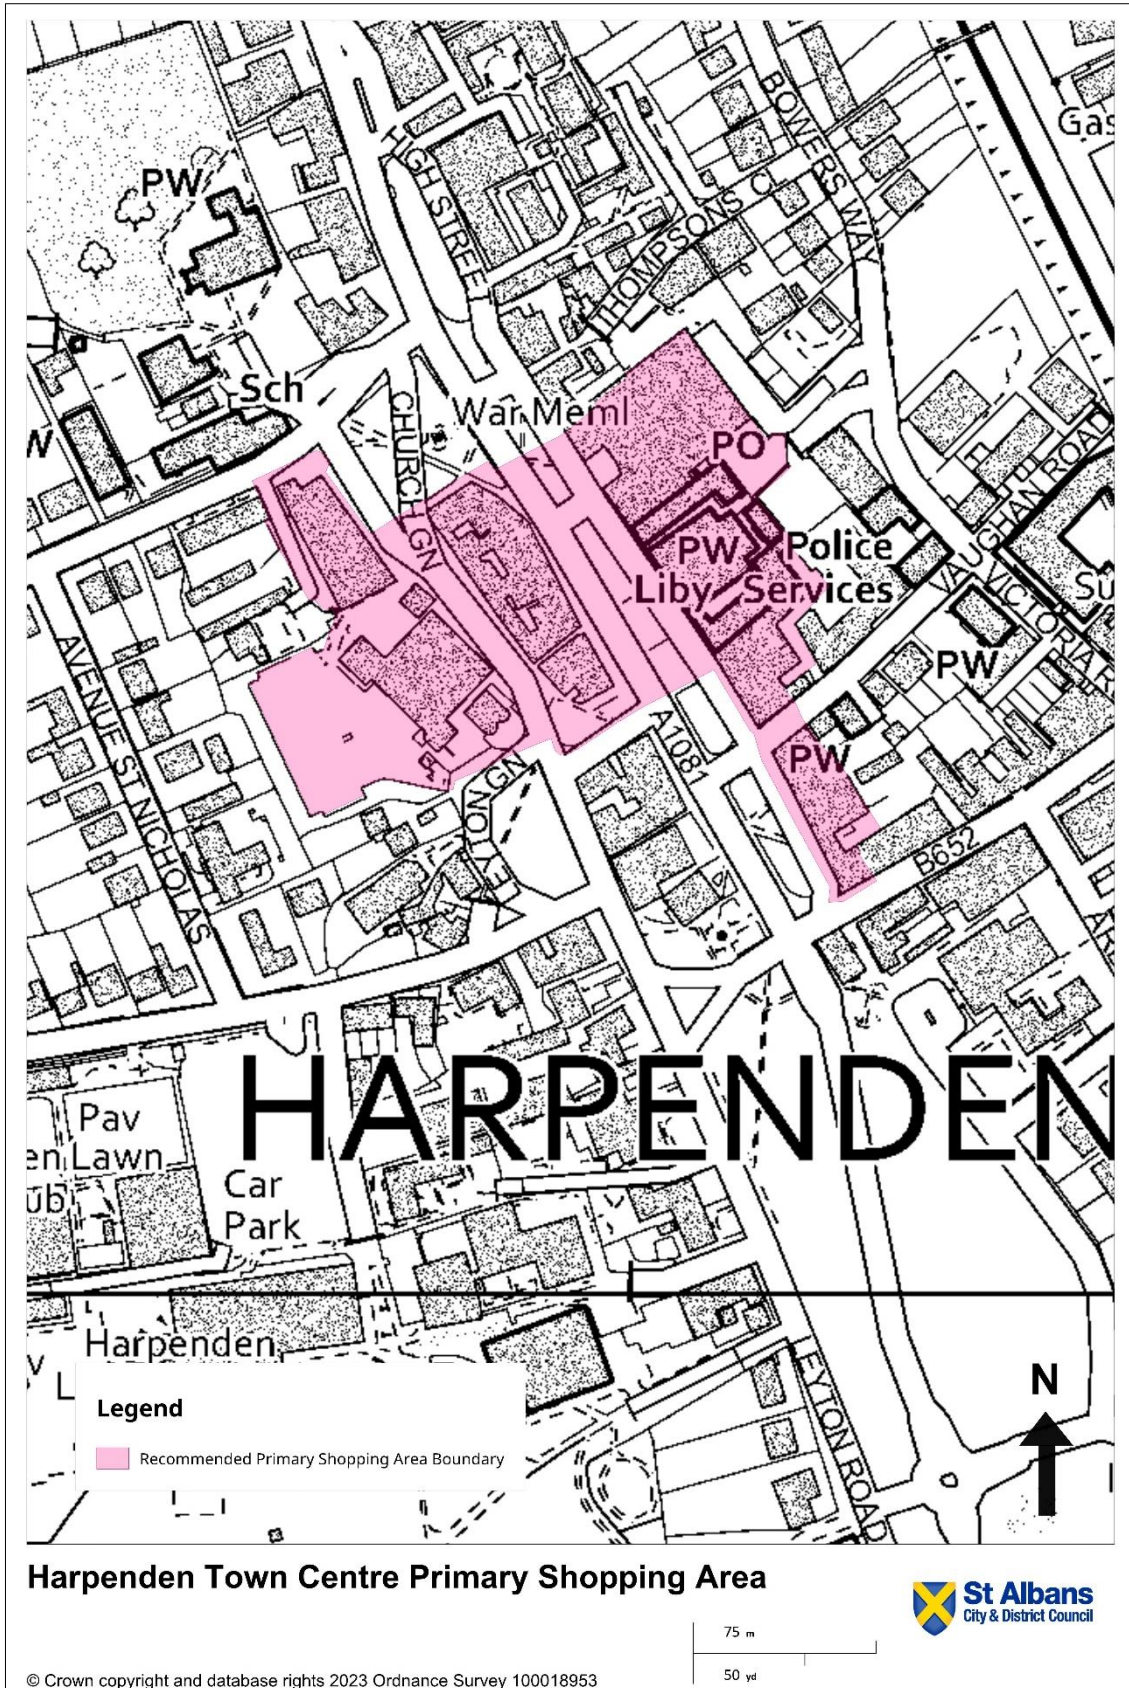 Gas
BOWERS WAY
HIGH STREET
PW
THOMPSONS C
Sch
CHURCH GN
War Meml
W
PO
PW
Police
Liby
Services
VAUGHAN ROAD
VICTORIA R
Su
AVENUE ST NICHOLAS
PW
A1081
PW
LEYTON GN
B652
HARPENDEN
Pav
en Lawn
ub
Car
Park
Harpenden
L
LEYTON ROAD
N
Legend
Recommended Primary Shopping Area Boundary
Harpenden Town Centre Primary Shopping Area
St Albans
City & District Council
75 m
50 yd
© Crown copyright and database rights 2023 Ordnance Survey 100018953